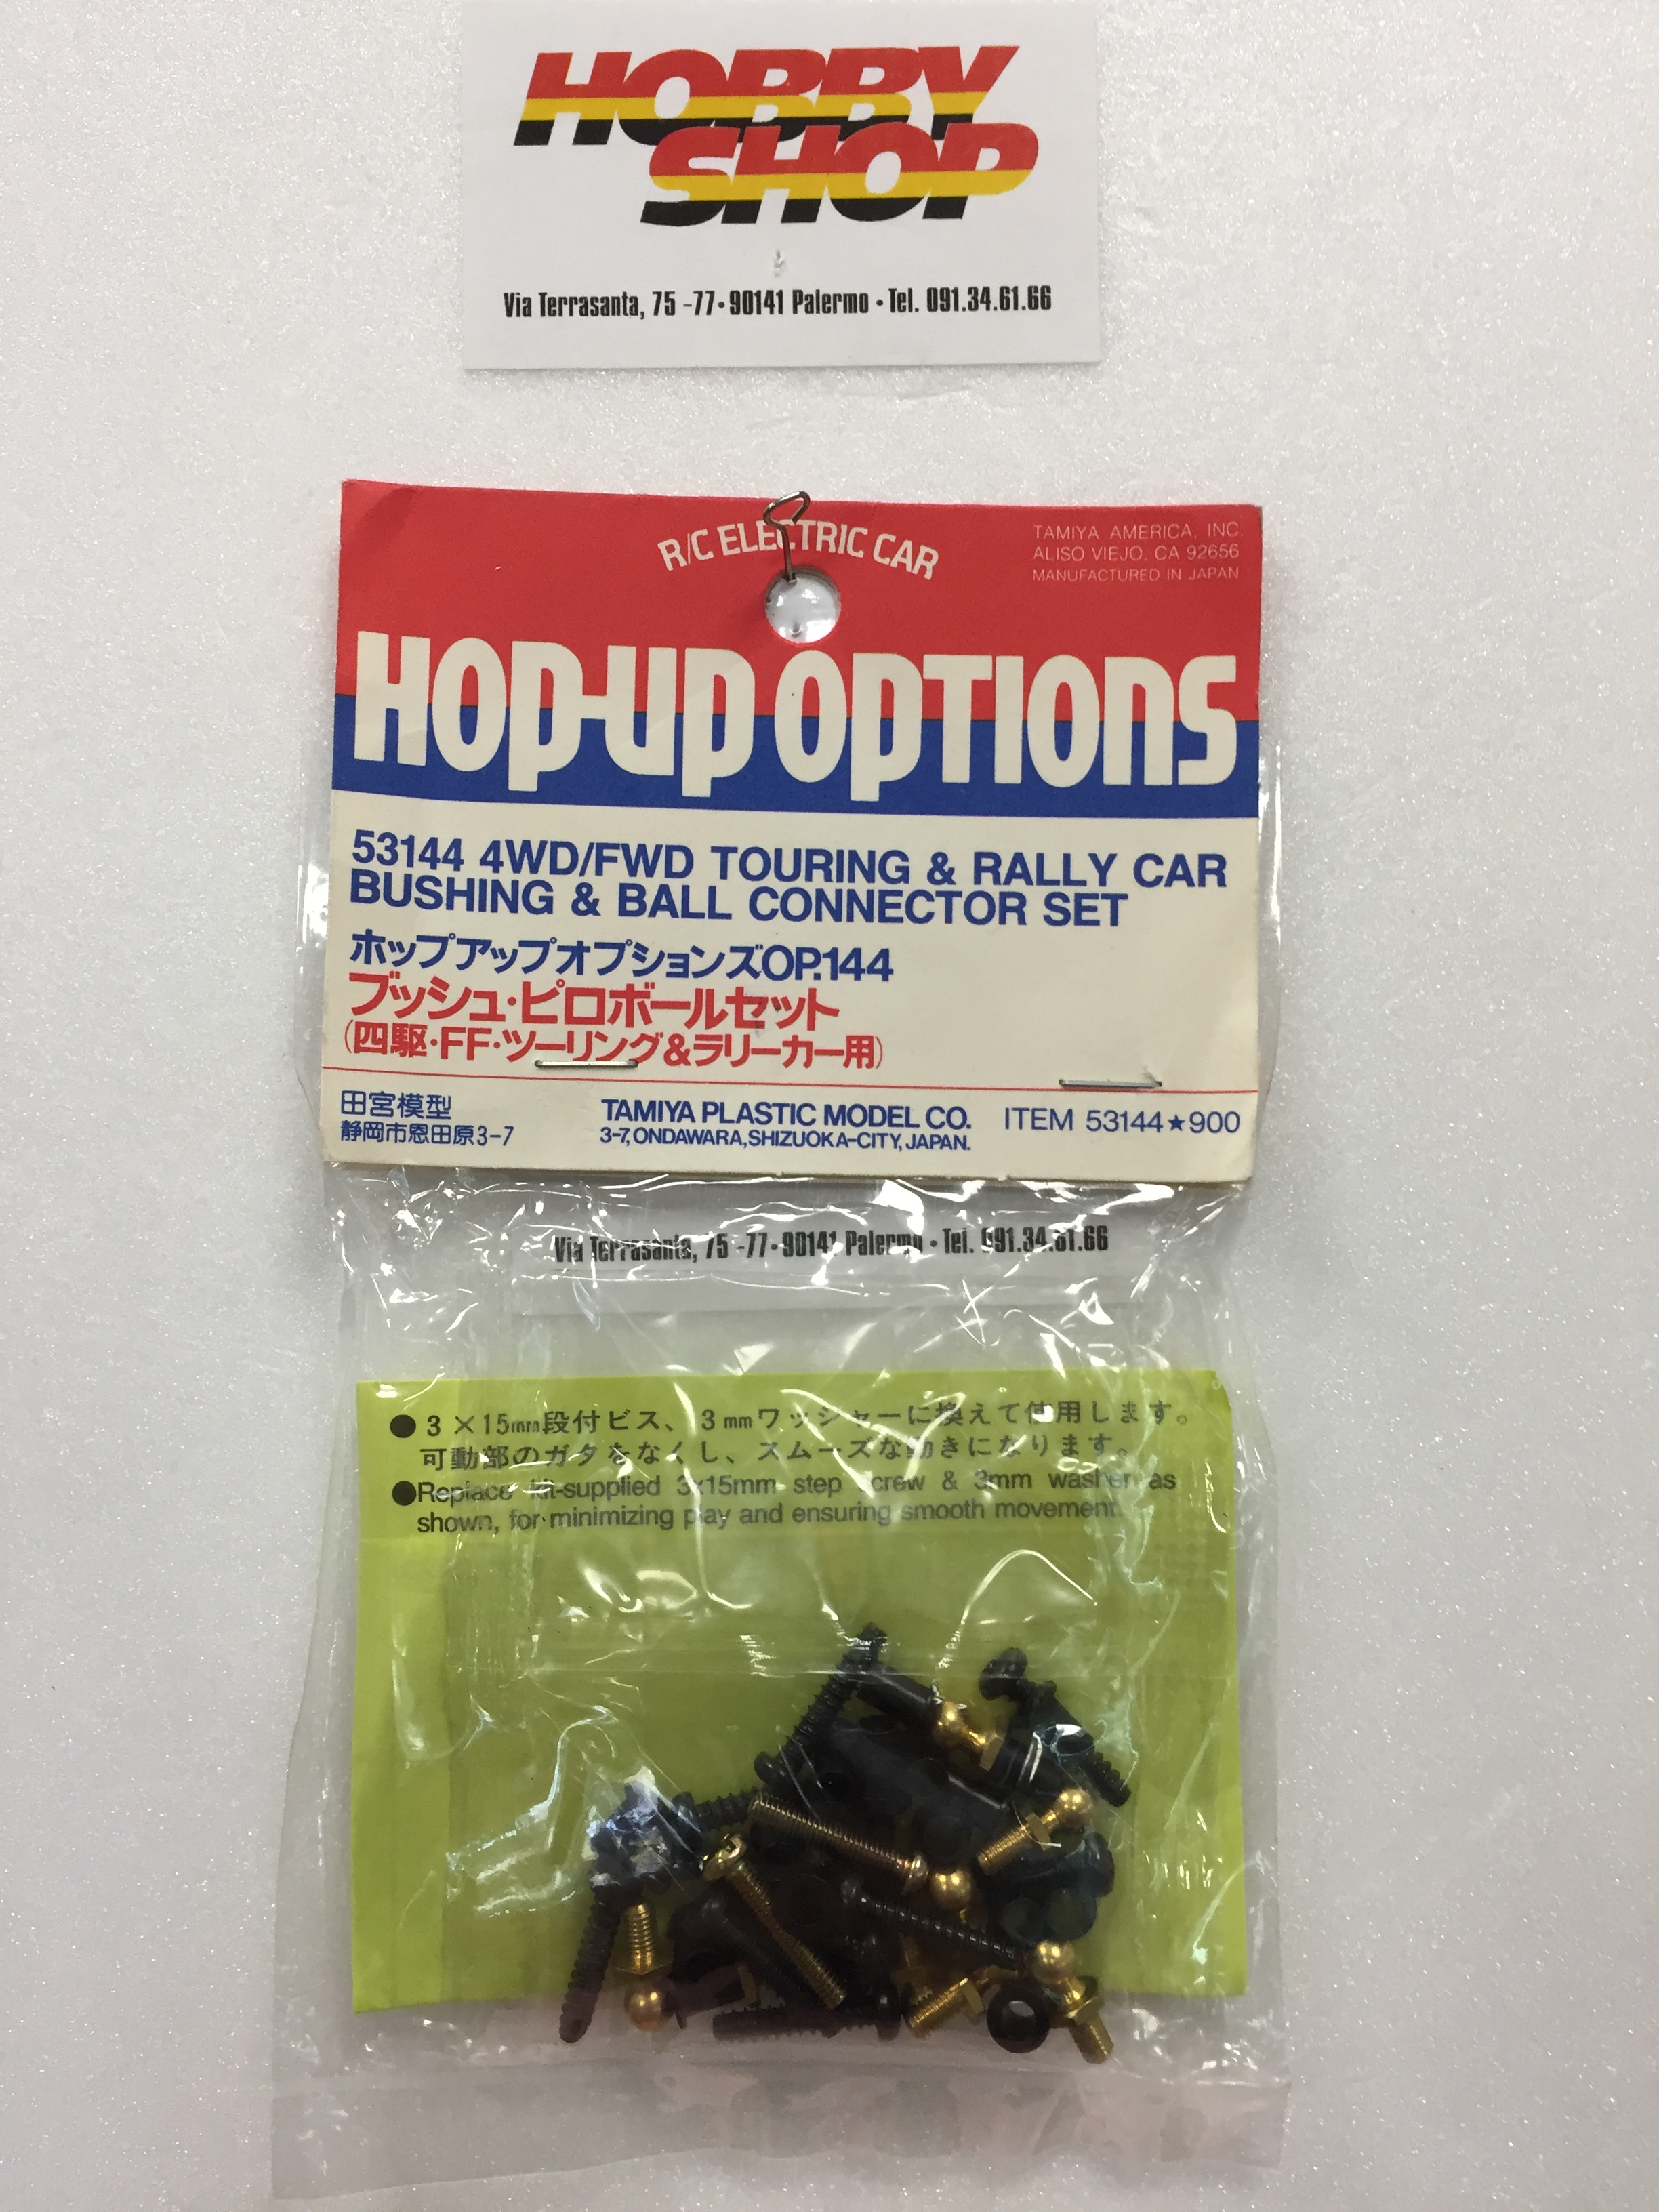 HOBBY
SHOP
Via Terrasanta, 75 -77•90141 Palermo • Tel. 091.34.61.66
R/C ELECTRIC CAR
TAMIYA AMERICA, INC.
ALISO VIEJO, CA 92656
MANUFACTURED IN JAPAN
HOP-UP OPTIONS
53144 4WD/FWD TOURING & RALLY CAR
BUSHING & BALL CONNECTOR SET
ホップアップオプションズOP.144
ブッシュ・ピロボールセット
(四駆・FF・ツーリング&ラリーカー用)
田宮模型
静岡市恩田原3-7
TAMIYA PLASTIC MODEL CO.
3-7, ONDAWARA, SHIZUOKA-CITY, JAPAN.
ITEM 53144★900
Via Terrasanta, 75 -77•90141 Palermo • Tel. 091.34.61.66
●3×15mm段付ビス、3mmワッシャーに換えて使用します。
可動部のガタをなくし、スムーズな動きになります。
●Replace kit-supplied 3x15mm step screw & 3mm washer as
shown, for minimizing play and ensuring smooth movement.